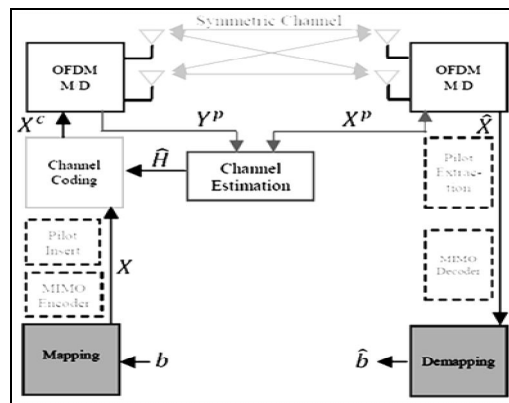 Symmetric Channel
OFDM
M/D
OFDM
M/D
X^c
Y^p
X^p
X̂
Channel
Coding
Ĥ
Channel
Estimation
Pilot
Extrac-
tion
Pilot
Insert
X
MIMO
Encoder
MIMO
Decoder
Mapping
b
b̂
Demapping